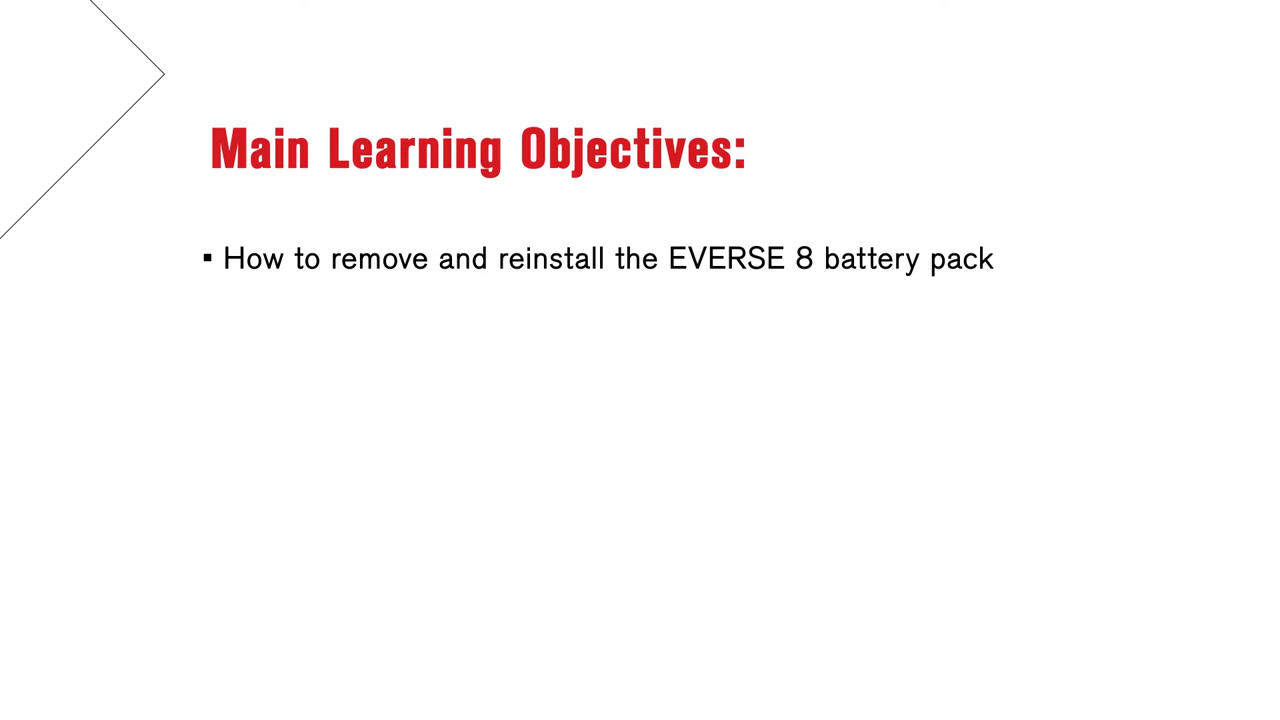 Main Learning Objectives:
▪ How to remove and reinstall the EVERSE 8 battery pack